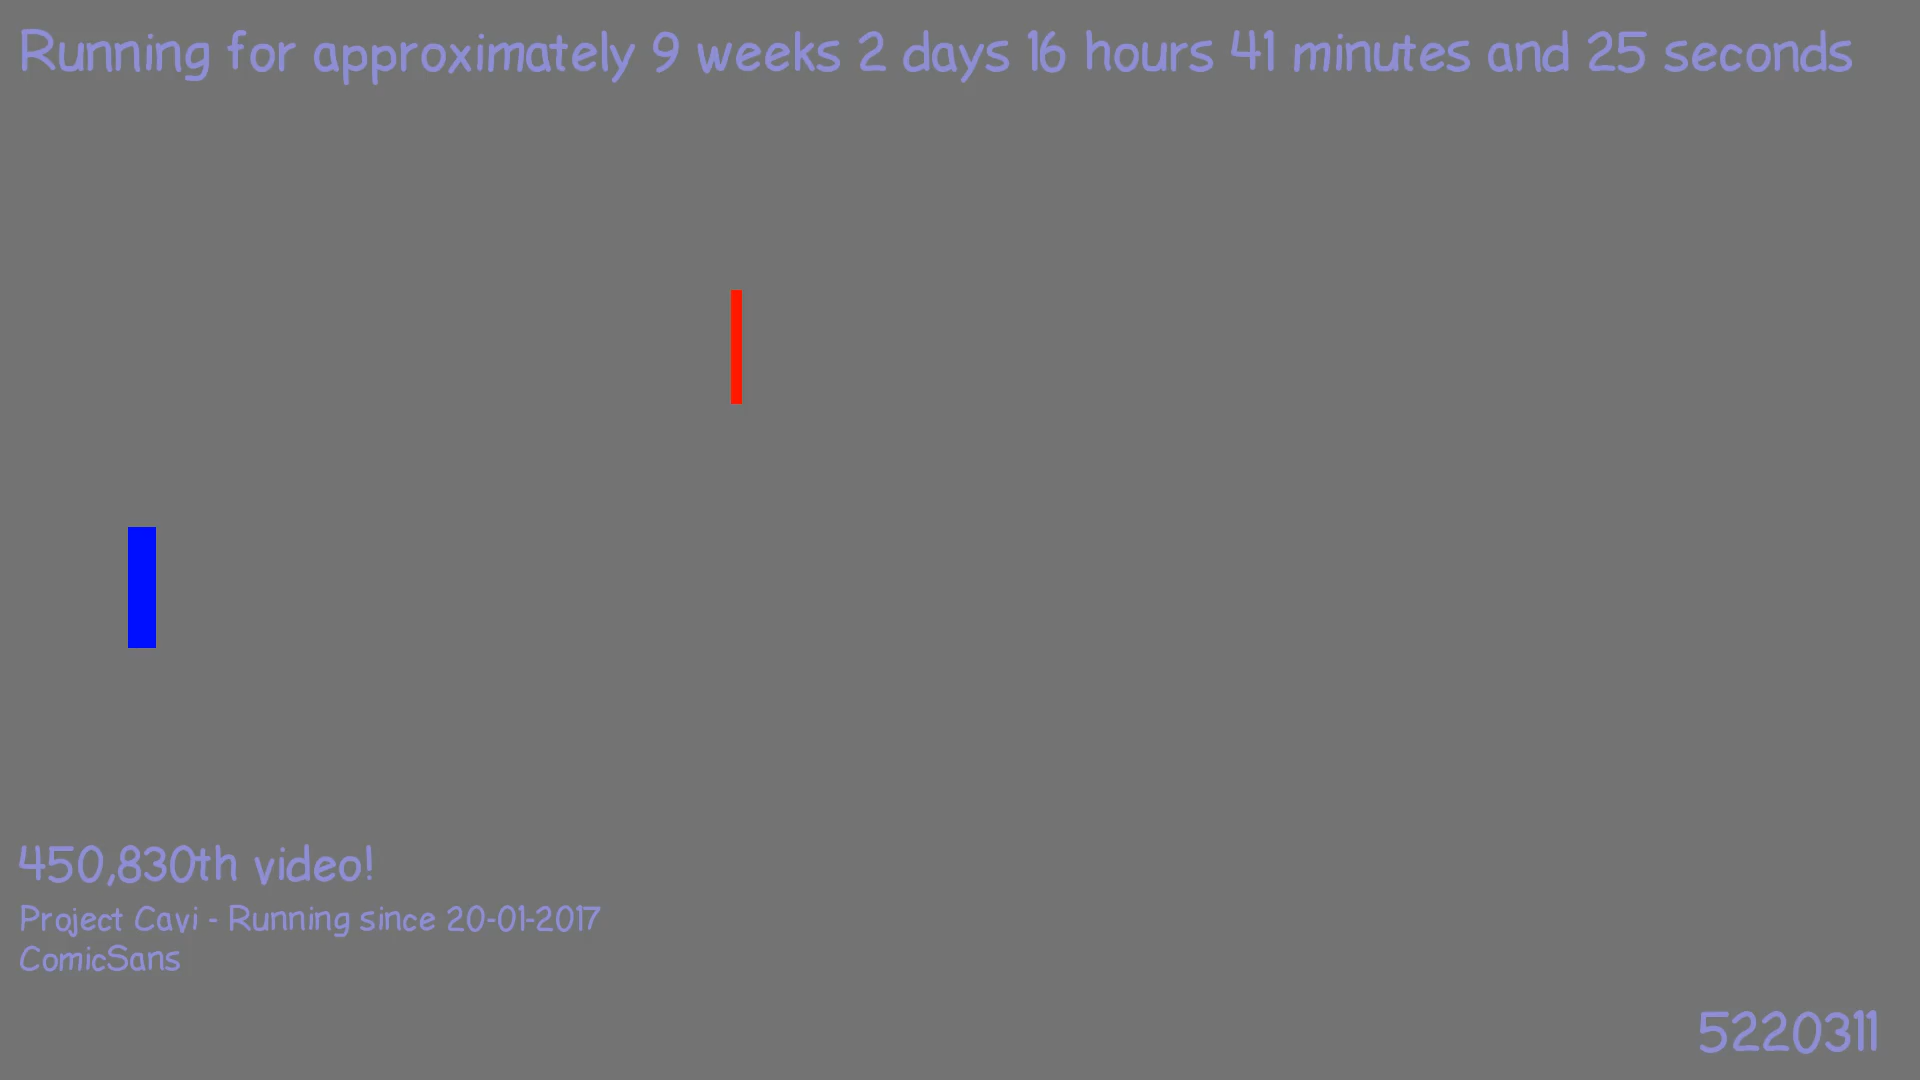 Running for approximately 9 weeks 2 days 16 hours 41 minutes and 25 seconds
450,830th video!
Project Cavi - Running since 20-01-2017
ComicSans
5220311